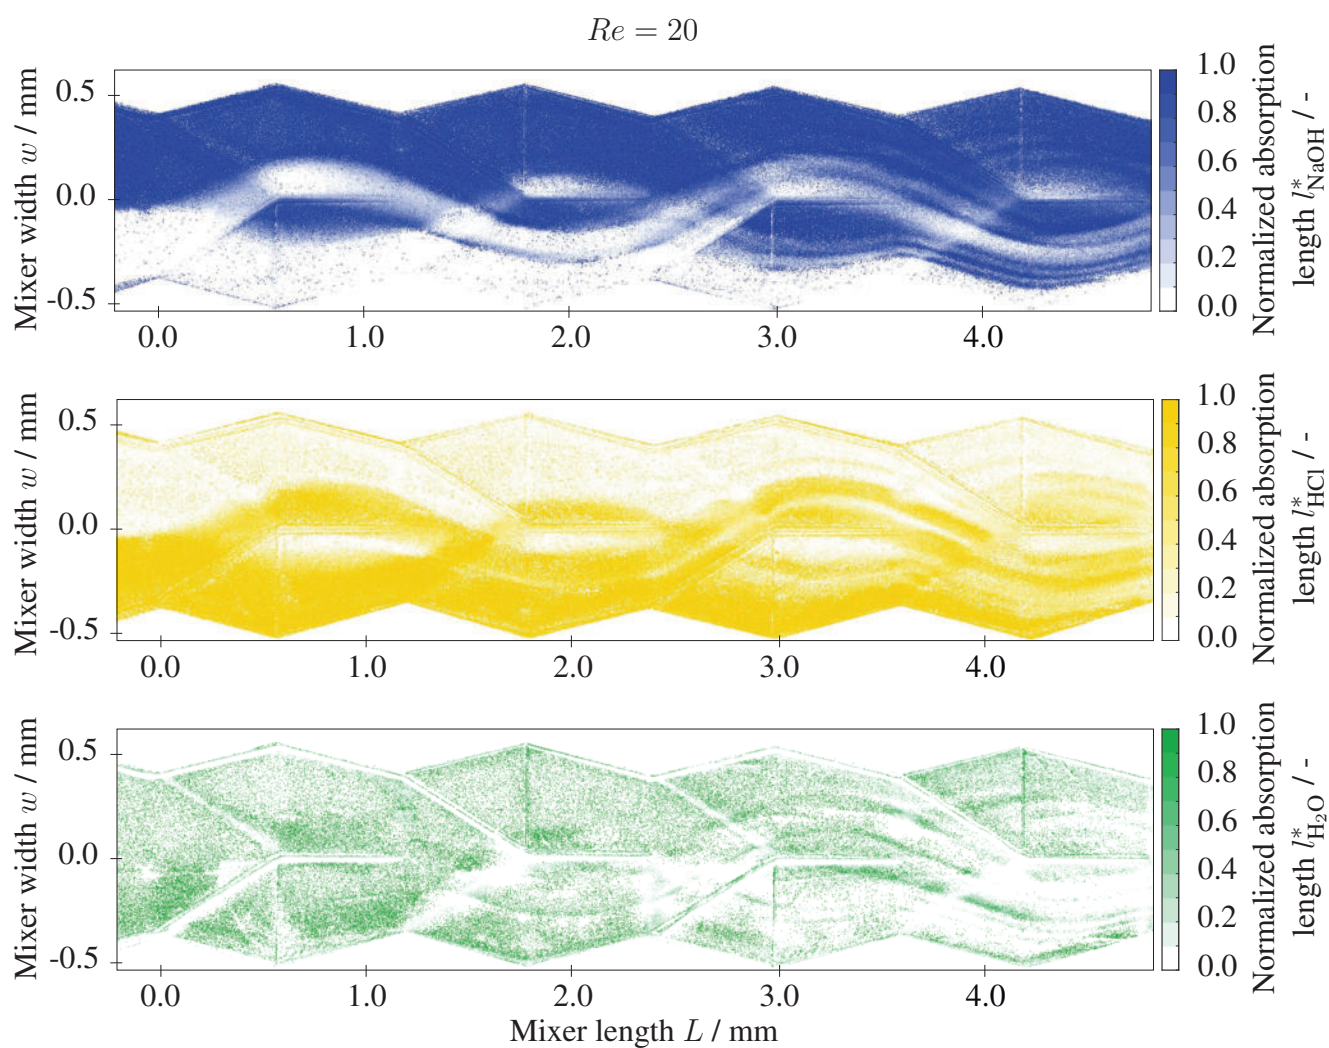 Re = 20
Mixer width w / mm
0.5
0.0
-0.5
0.0 1.0 2.0 3.0 4.0
1.0
0.8
0.6
0.4
0.2
0.0
Normalized absorption
length l*NaOH / -
Mixer width w / mm
0.5
0.0
-0.5
0.0 1.0 2.0 3.0 4.0
1.0
0.8
0.6
0.4
0.2
0.0
Normalized absorption
length l*HCl / -
Mixer width w / mm
0.5
0.0
-0.5
0.0 1.0 2.0 3.0 4.0
1.0
0.8
0.6
0.4
0.2
0.0
Normalized absorption
length l*H₂O / -
Mixer length L / mm